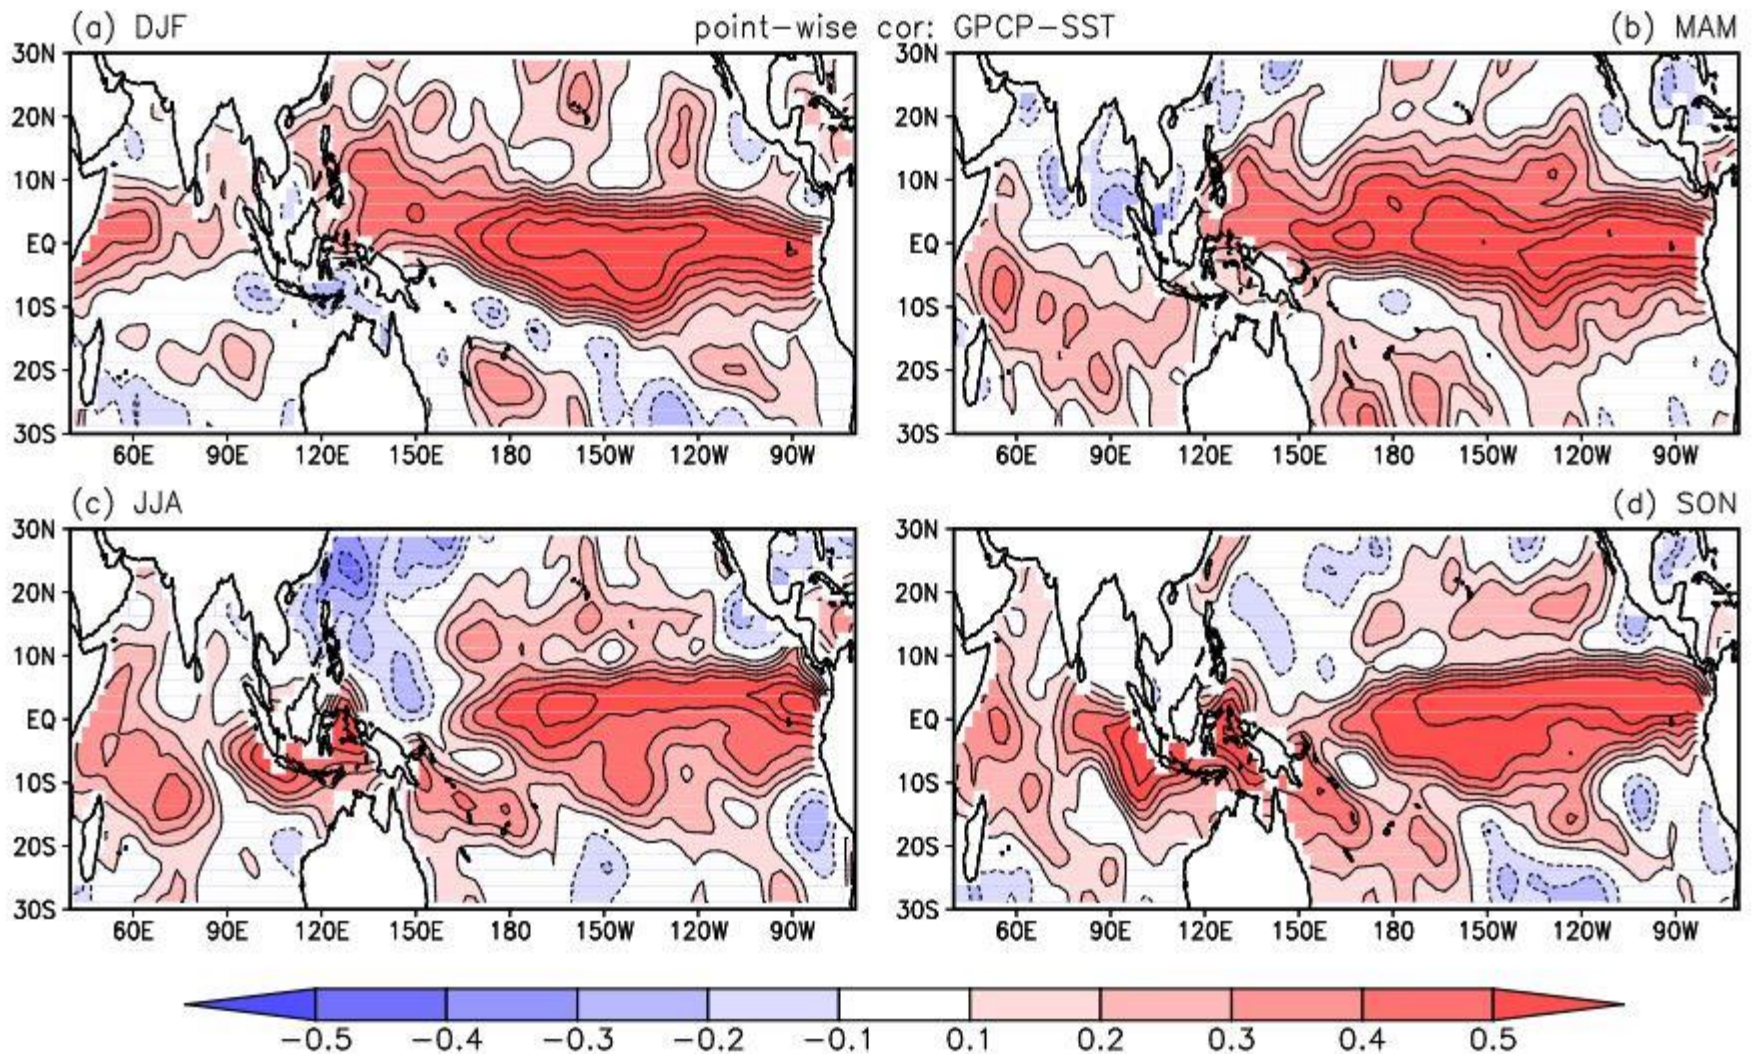 (a) DJF point-wise cor: GPCP-SST (b) MAM
30N
20N
10N
EQ
10S
20S
30S
60E 90E 120E 150E 180 150W 120W 90W
30N
20N
10N
EQ
10S
20S
30S
60E 90E 120E 150E 180 150W 120W 90W
(c) JJA (d) SON
30N
20N
10N
EQ
10S
20S
30S
60E 90E 120E 150E 180 150W 120W 90W
30N
20N
10N
EQ
10S
20S
30S
60E 90E 120E 150E 180 150W 120W 90W
-0.5 -0.4 -0.3 -0.2 -0.1 0.1 0.2 0.3 0.4 0.5